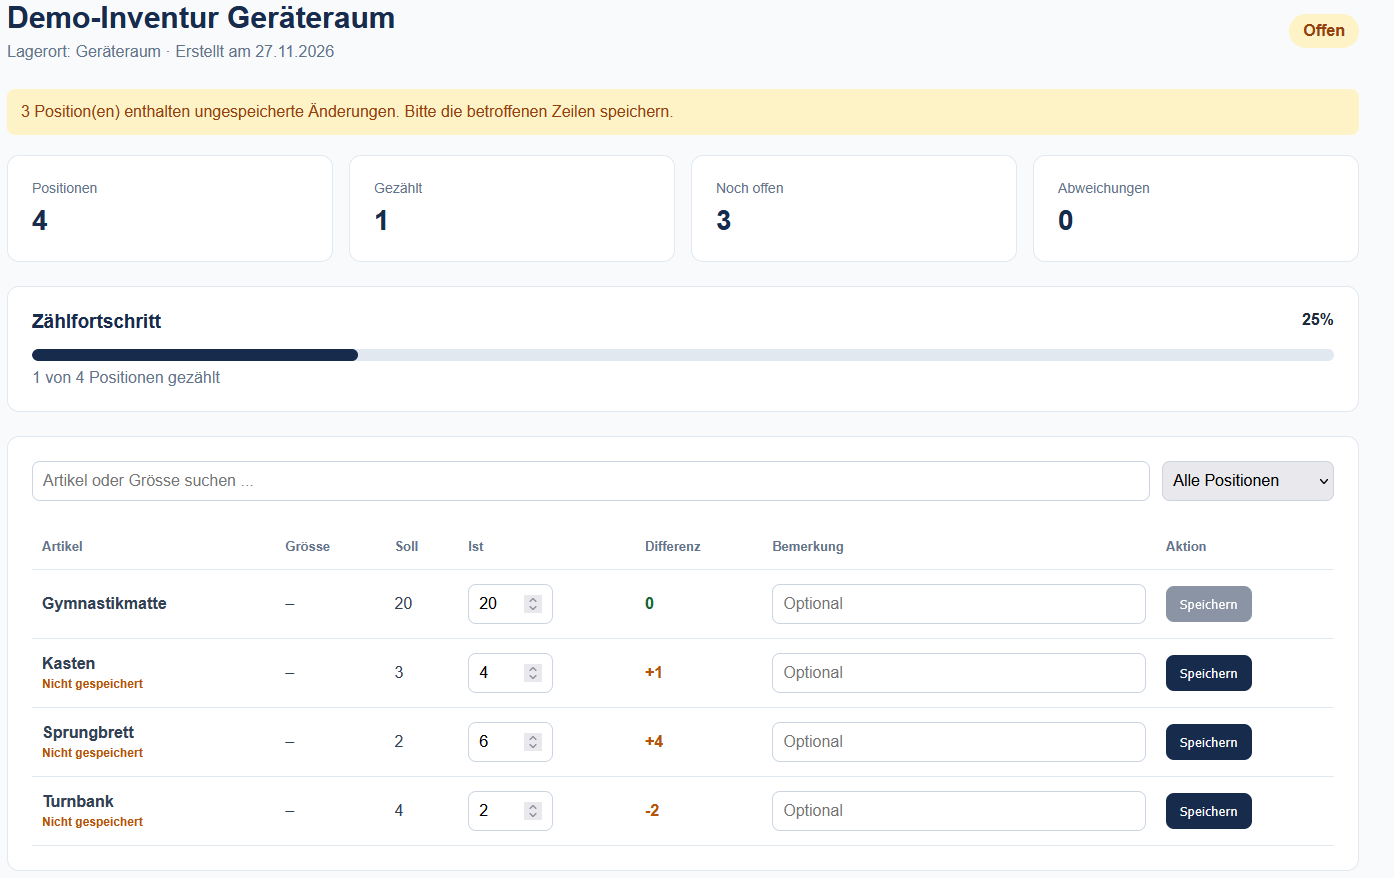 Demo-Inventur Geräteraum
Offen
Lagerort: Geräteraum · Erstellt am 27.11.2026
3 Position(en) enthalten ungespeicherte Änderungen. Bitte die betroffenen Zeilen speichern.
Positionen
4
Gezählt
1
Noch offen
3
Abweichungen
0
Zählfortschritt
25%
1 von 4 Positionen gezählt
Artikel oder Grösse suchen ...
Alle Positionen
Artikel Grösse Soll Ist Differenz Bemerkung Aktion
Gymnastikmatte – 20 20 0 Optional Speichern
Kasten – 3 4 +1 Optional Speichern
Nicht gespeichert
Sprungbrett – 2 6 +4 Optional Speichern
Nicht gespeichert
Turnbank – 4 2 -2 Optional Speichern
Nicht gespeichert